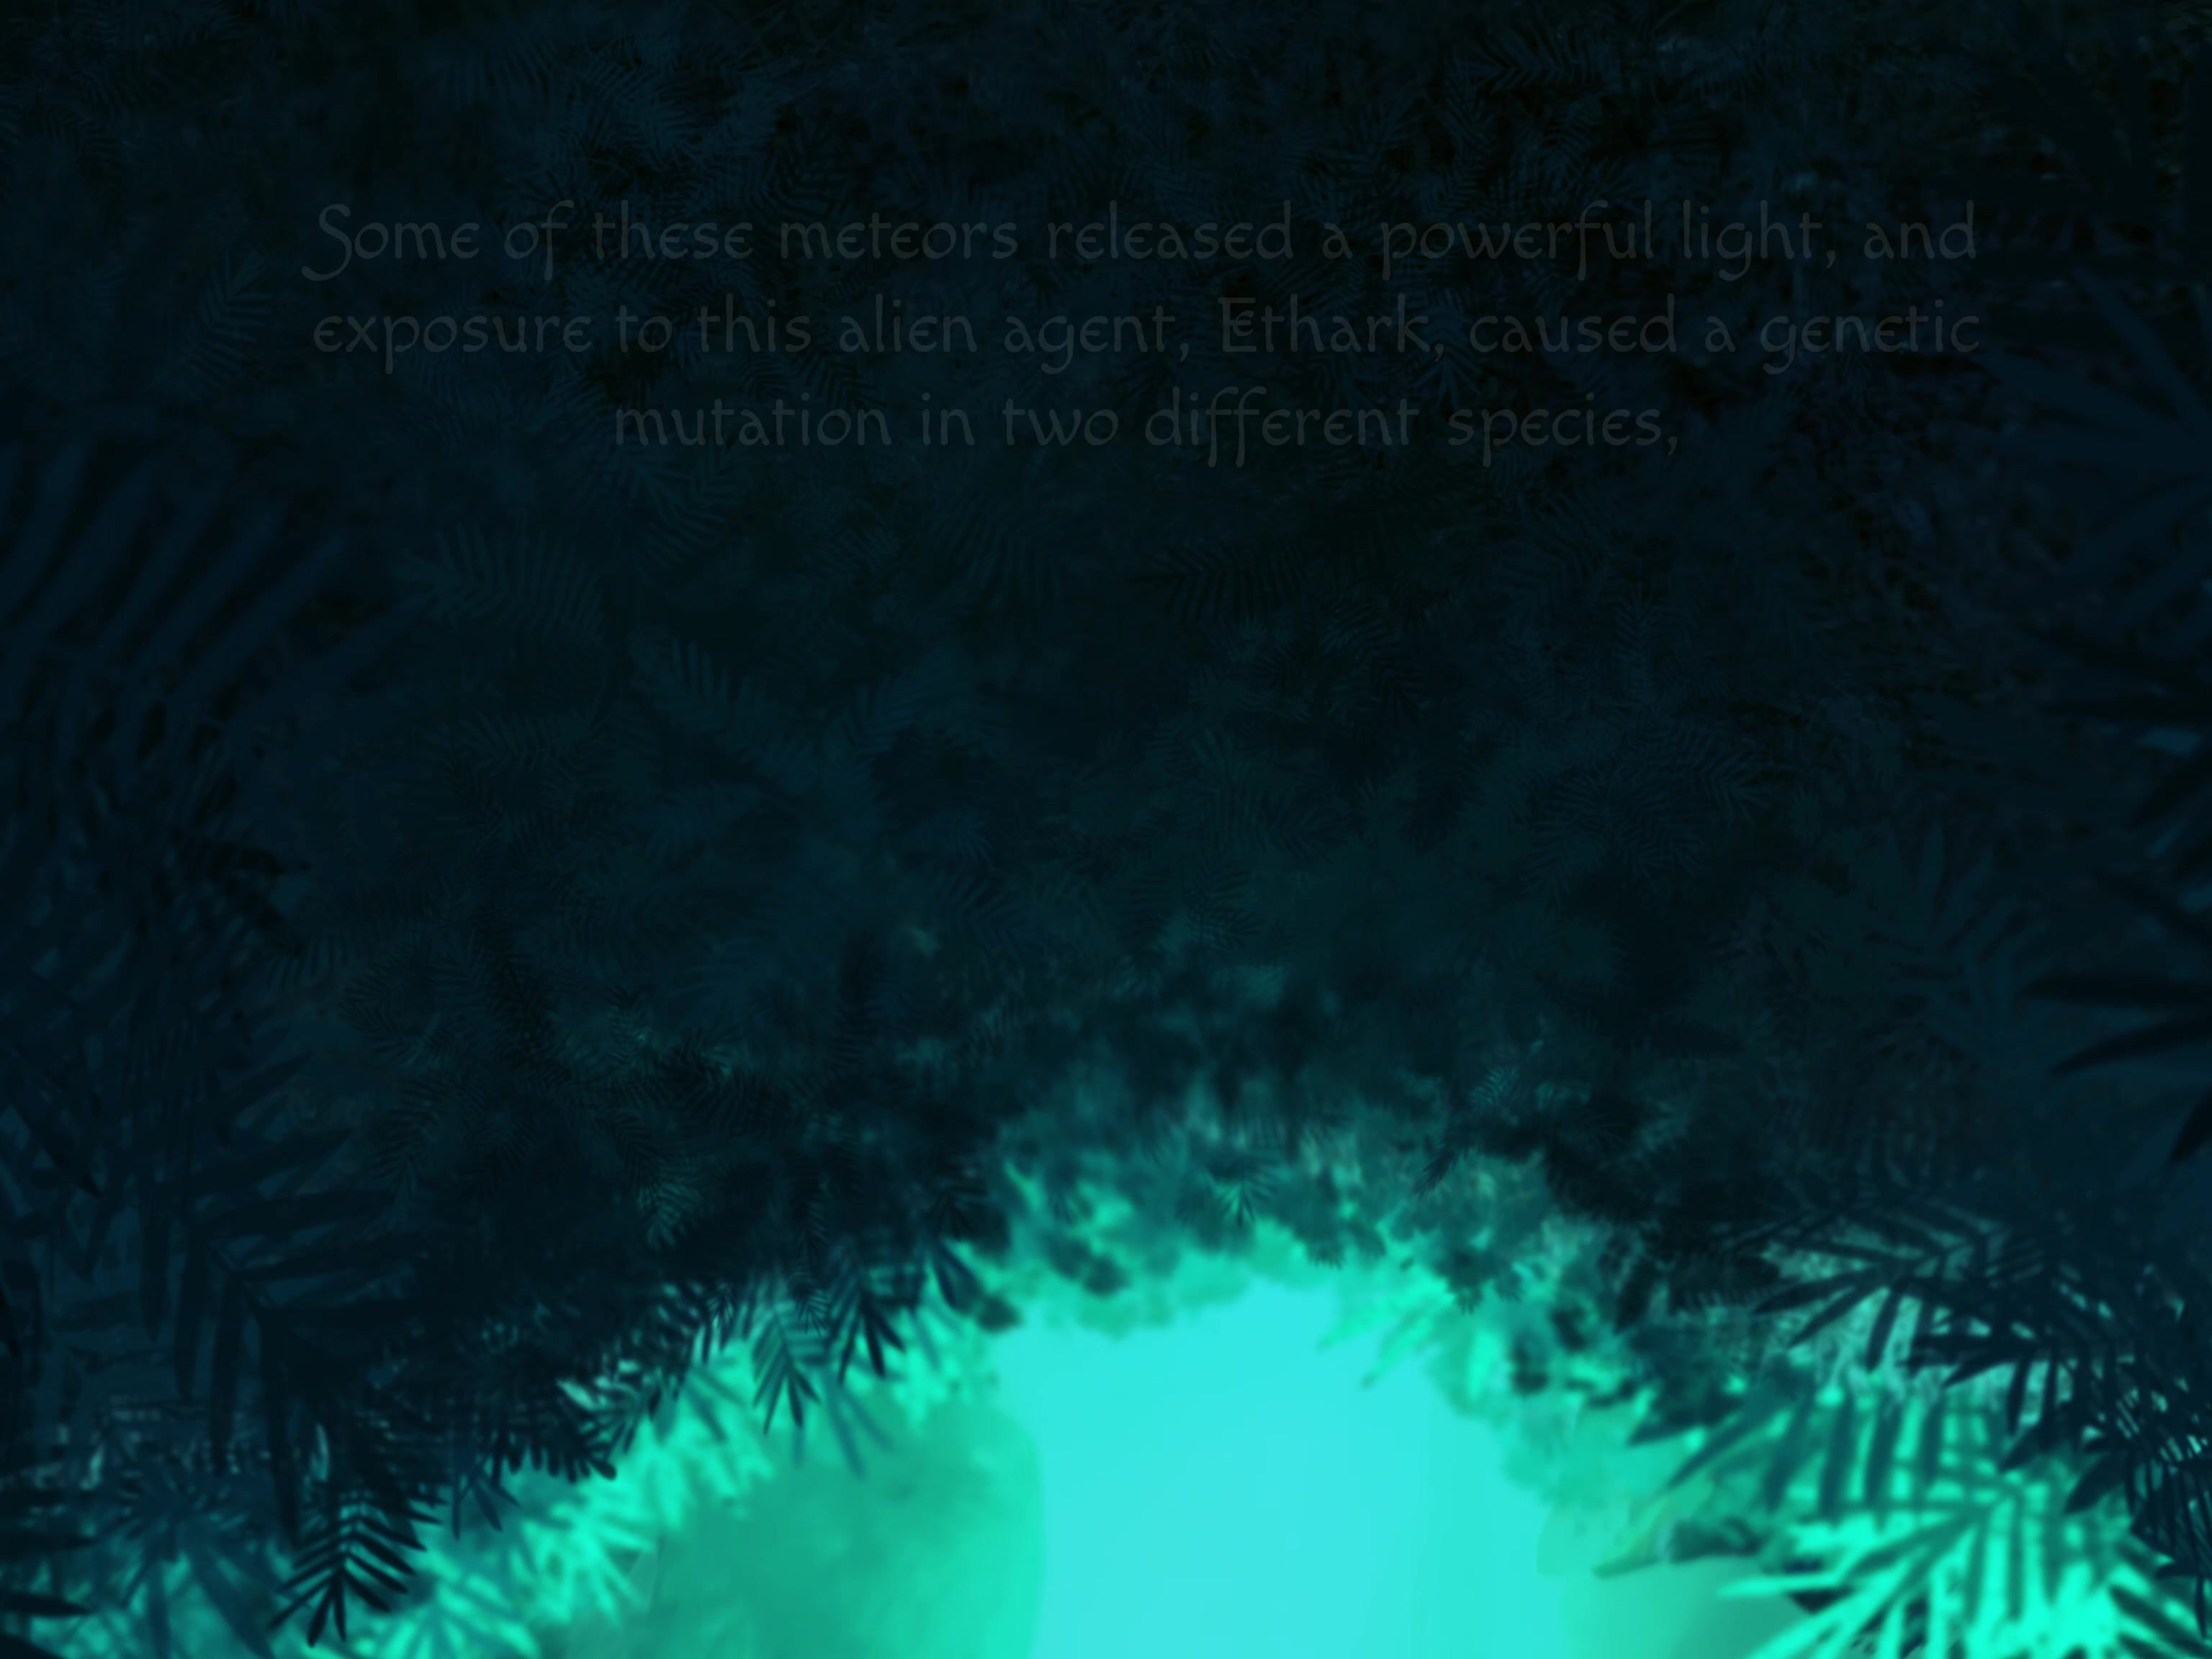 Some of these meteors released a powerful light, and
exposure to this alien agent, Ethark, caused a genetic
mutation in two different species,